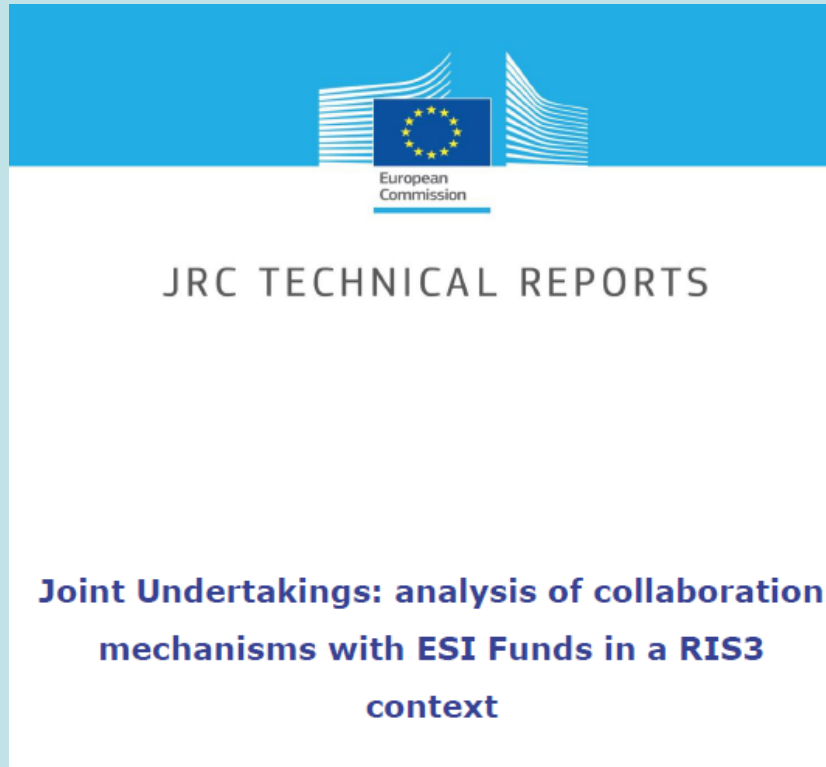 European
Commission
JRC TECHNICAL REPORTS
Joint Undertakings: analysis of collaboration
mechanisms with ESI Funds in a RIS3
context